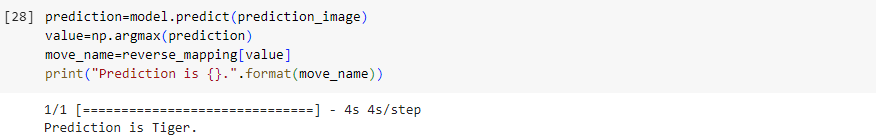 [28] prediction=model.predict(prediction_image)
value=np.argmax(prediction)
move_name=reverse_mapping[value]
print("Prediction is {}.".format(move_name))
1/1 [==============================] - 4s 4s/step
Prediction is Tiger.